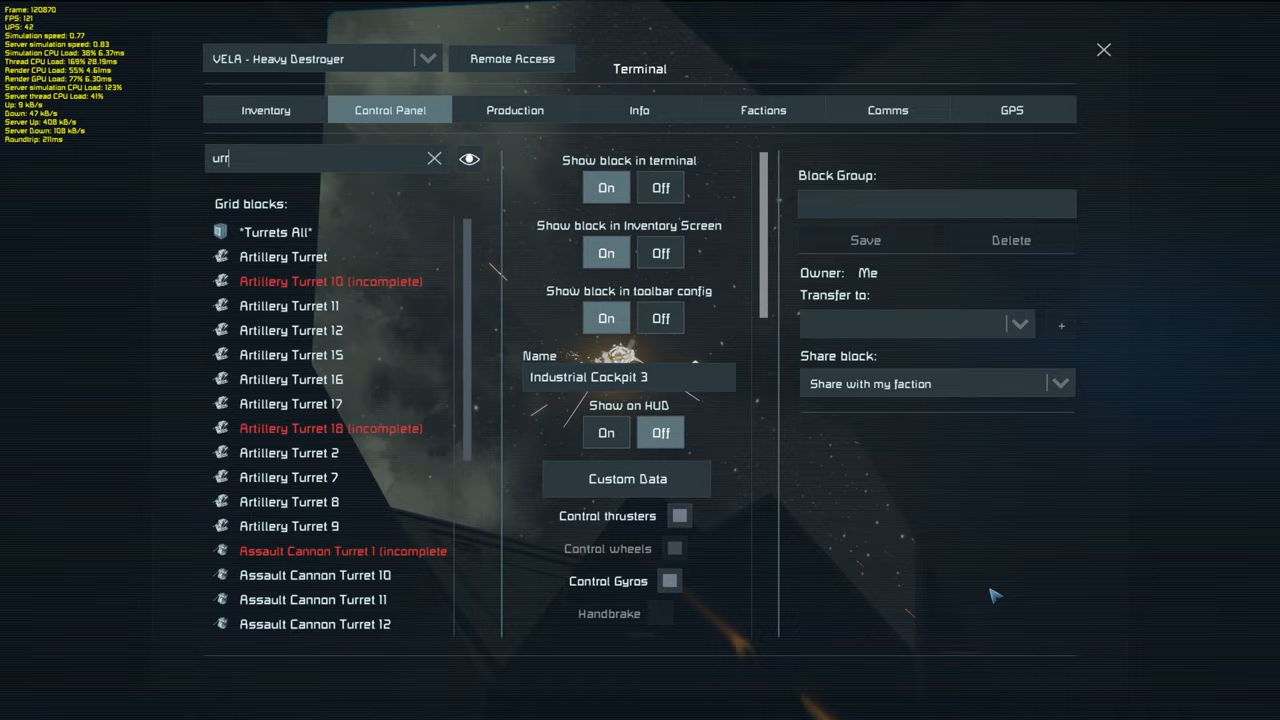 Frame: 120870
FPS: 121
UPS: 42
Simulation speed: 0.77
Server simulation speed: 0.83
Simulation CPU Load: 38% 6.37ms
Thread CPU Load: 169% 28.19ms
Render CPU Load: 55% 4.61ms
Render GPU Load: 77% 6.30ms
Server simulation CPU Load: 123%
Server thread CPU Load: 41%
Up: 9 kB/s
Down: 47 kB/s
Server Up: 408 kB/s
Server Down: 108 kB/s
Roundtrip: 211ms
VELA - Heavy Destroyer
Remote Access
Terminal
Inventory
Control Panel
Production
Info
Factions
Comms
GPS
urr
Grid blocks:
*Turrets All*
Artillery Turret
Artillery Turret 10 (incomplete)
Artillery Turret 11
Artillery Turret 12
Artillery Turret 15
Artillery Turret 16
Artillery Turret 17
Artillery Turret 18 (incomplete)
Artillery Turret 2
Artillery Turret 7
Artillery Turret 8
Artillery Turret 9
Assault Cannon Turret 1 (incomplete
Assault Cannon Turret 10
Assault Cannon Turret 11
Assault Cannon Turret 12
Show block in terminal
On Off
Show block in Inventory Screen
On Off
Show block in toolbar config
On Off
Name
Industrial Cockpit 3
Show on HUD
On Off
Custom Data
Control thrusters
Control wheels
Control Gyros
Handbrake
Block Group:
Save Delete
Owner: Me
Transfer to:
+
Share block:
Share with my faction